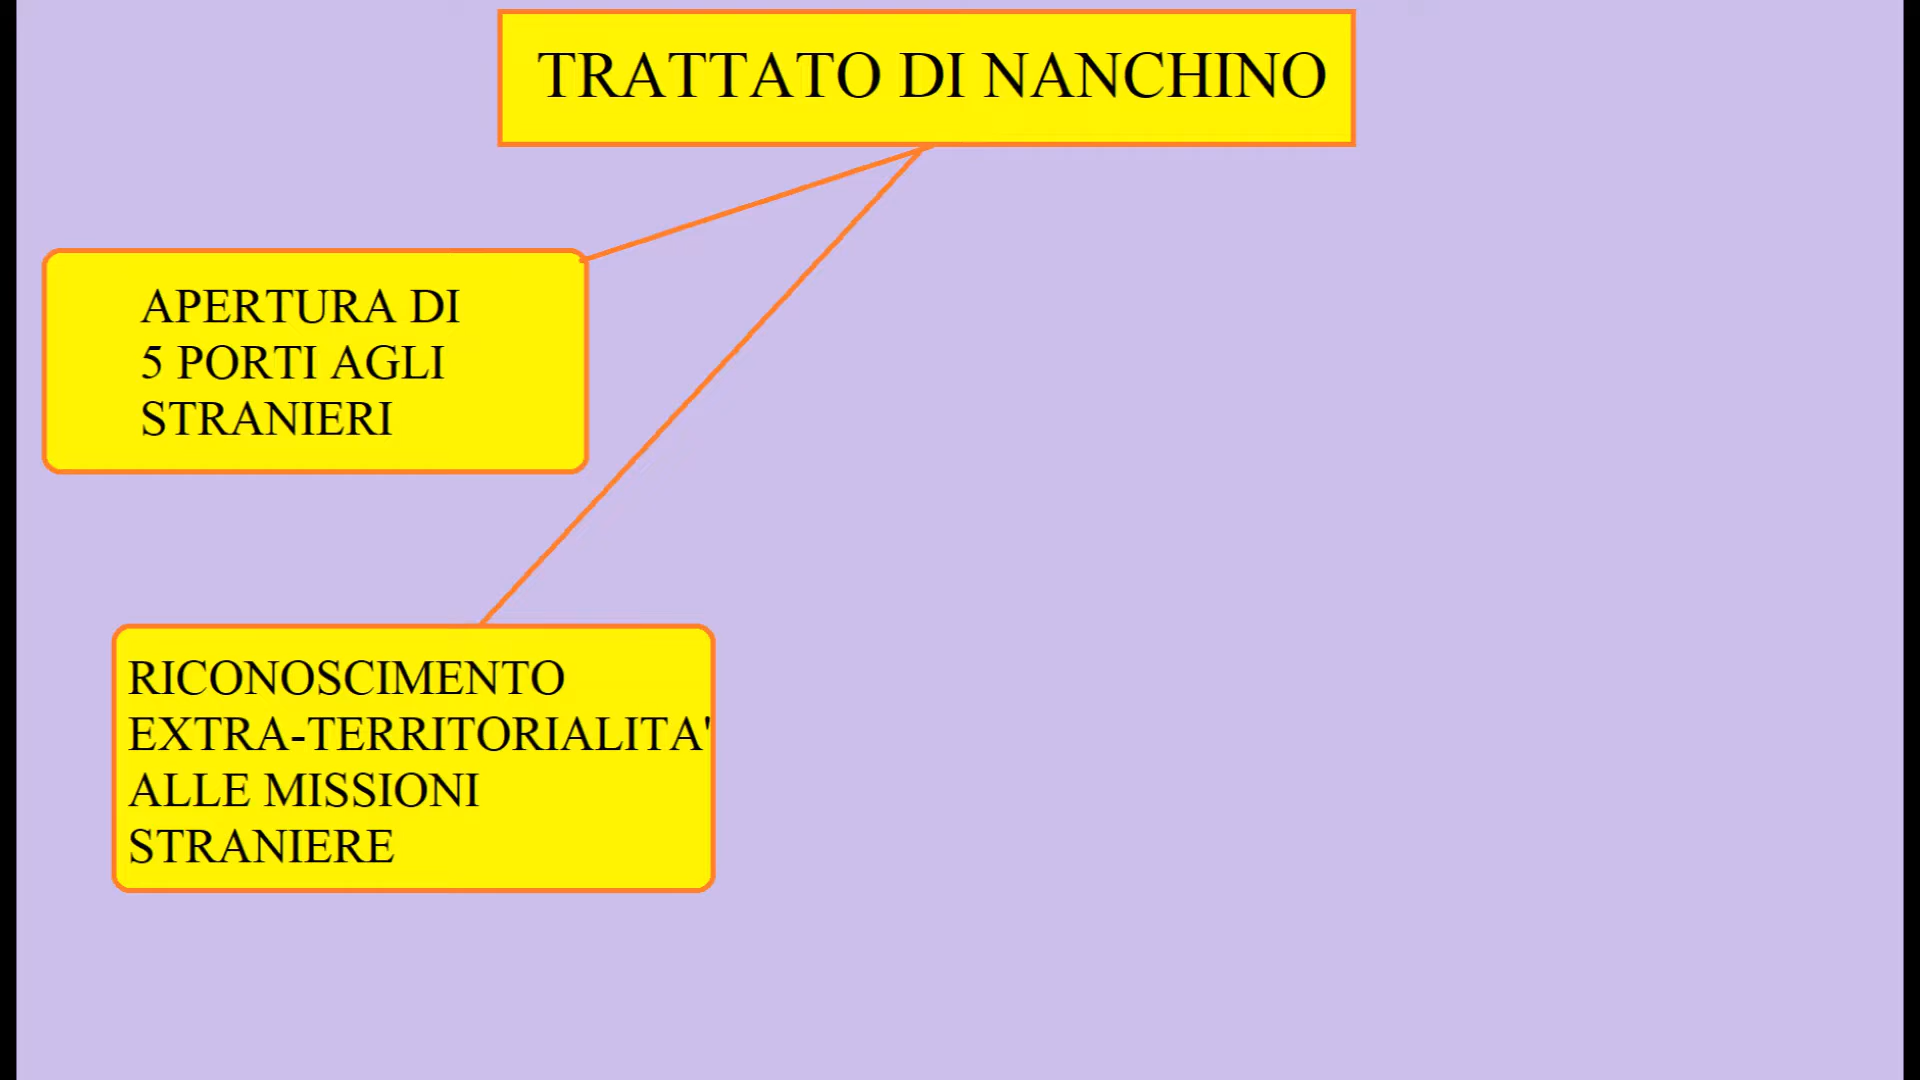 TRATTATO DI NANCHINO
APERTURA DI
5 PORTI AGLI
STRANIERI
RICONOSCIMENTO
EXTRA-TERRITORIALITA'
ALLE MISSIONI
STRANIERE